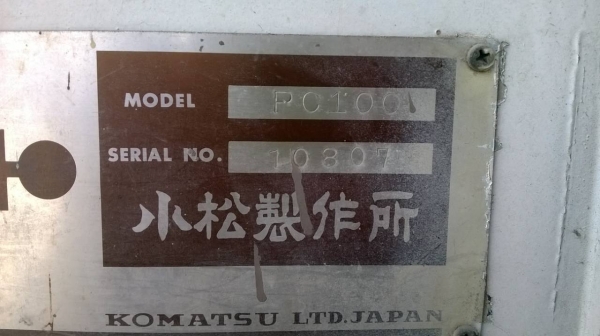 MODEL PC100
SERIAL NO. 10807
小松製作所
KOMATSU LTD.JAPAN